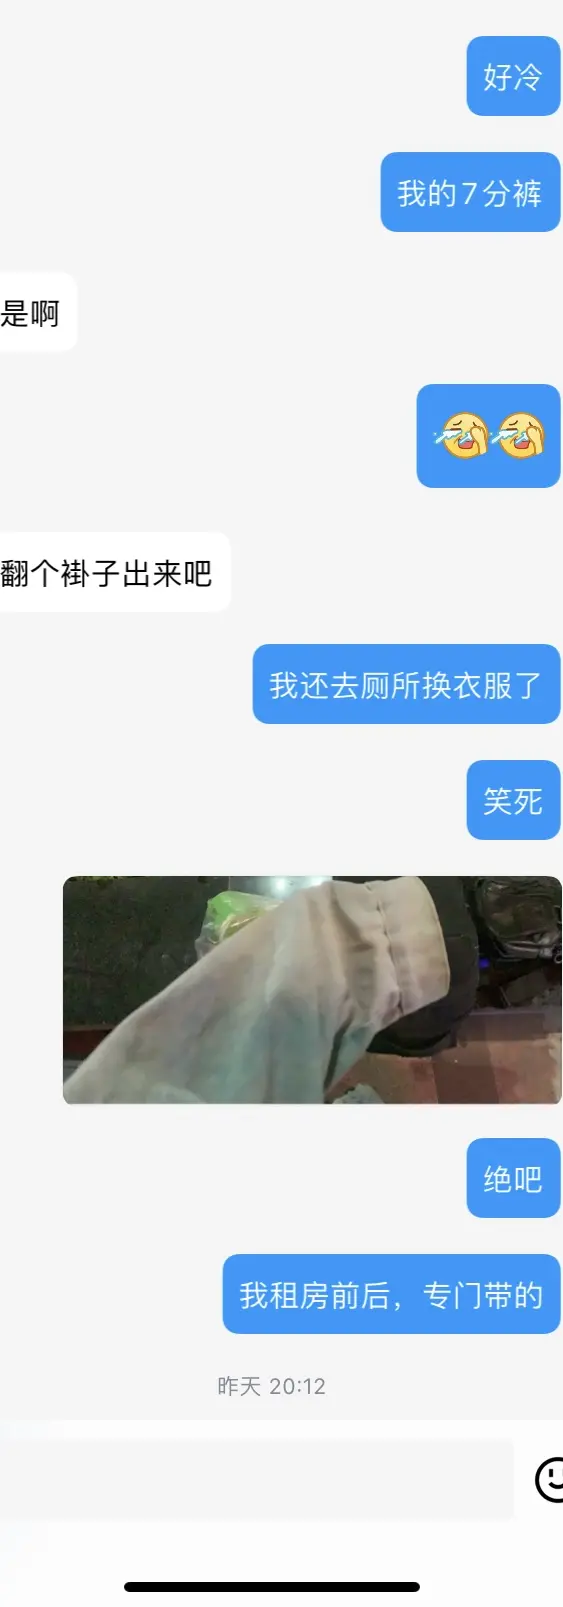 好冷
我的7分裤
是啊
翻个褂子出来吧
我还去厕所换衣服了
笑死
绝吧
我租房前后，专门带的
昨天 20:12